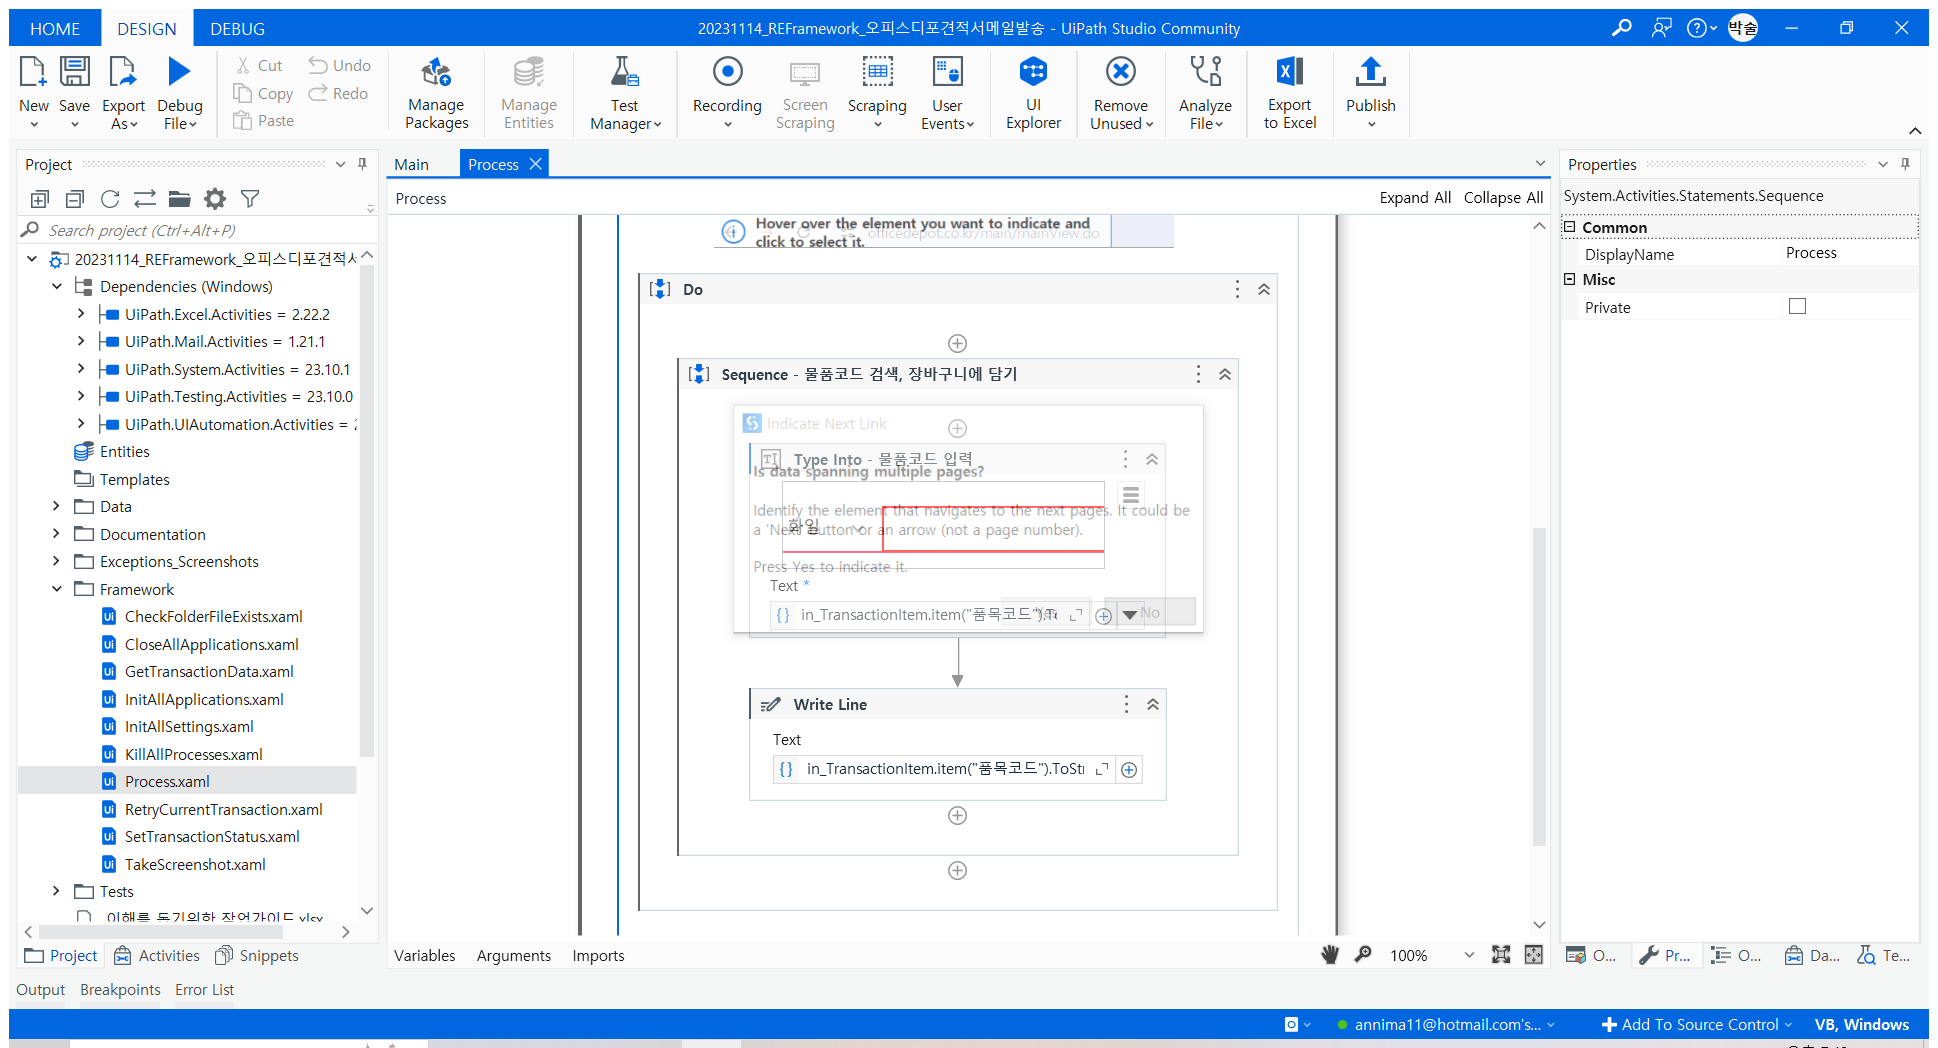 HOME DESIGN DEBUG 20231114_REFramework_오피스디포견적서메일발송 - UiPath Studio Community 박술
New Save Export As Debug File Cut Copy Paste Undo Redo Manage Packages Manage Entities Test Manager Recording Screen Scraping Scraping User Events UI Explorer Remove Unused Analyze File Export to Excel Publish
Project
Search project (Ctrl+Alt+P)
20231114_REFramework_오피스디포견적서
Dependencies (Windows)
UiPath.Excel.Activities = 2.22.2
UiPath.Mail.Activities = 1.21.1
UiPath.System.Activities = 23.10.1
UiPath.Testing.Activities = 23.10.0
UiPath.UIAutomation.Activities = 2
Entities
Templates
Data
Documentation
Exceptions_Screenshots
Framework
CheckFolderFileExists.xaml
CloseAllApplications.xaml
GetTransactionData.xaml
InitAllApplications.xaml
InitAllSettings.xaml
KillAllProcesses.xaml
Process.xaml
RetryCurrentTransaction.xaml
SetTransactionStatus.xaml
TakeScreenshot.xaml
Tests
이해를 돕기위한 작업가이드.xlsx
Project Activities Snippets
Main Process
Process Expand All Collapse All
Hover over the element you want to indicate and
click to select it.
officedepot.co.kr/main/mainView.do
Do
Sequence - 물품코드 검색, 장바구니에 담기
Indicate Next Link
Type Into - 물품코드 입력
Is data spanning multiple pages?
Identify the element that navigates to the next pages. It could be
a 'Next' button or an arrow (not a page number).
화일
Press Yes to indicate it.
Text *
in_TransactionItem.item("품목코드").To
Yes No
Write Line
Text
in_TransactionItem.item("품목코드").ToStr
Variables Arguments Imports 100%
Properties
System.Activities.Statements.Sequence
Common
DisplayName Process
Misc
Private
O... Pr... O... Da... Te...
Output Breakpoints Error List
annima11@hotmail.com's... Add To Source Control VB, Windows